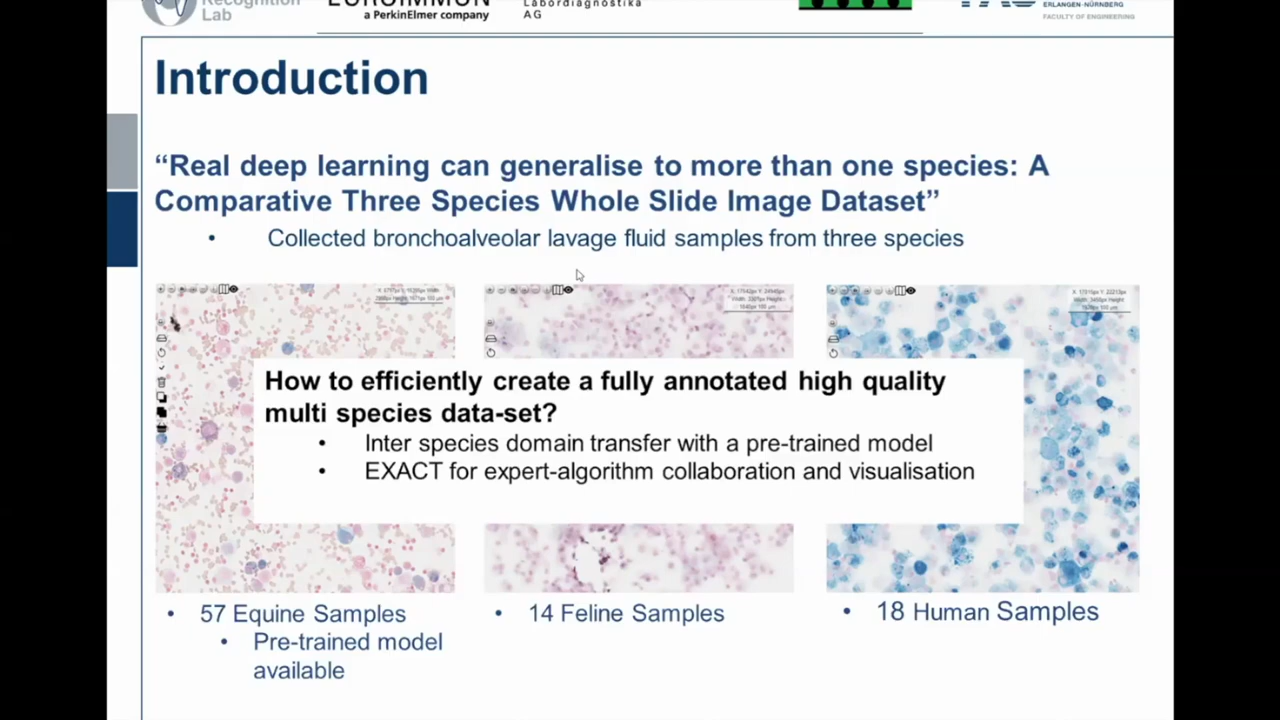 Recognition
Lab
EUROIMMUN
a PerkinElmer company
Labordiagnostika
AG
FAU
ERLANGEN-NÜRNBERG
FACULTY OF ENGINEERING
Introduction
“Real deep learning can generalise to more than one species: A
Comparative Three Species Whole Slide Image Dataset”
• Collected bronchoalveolar lavage fluid samples from three species
How to efficiently create a fully annotated high quality
multi species data-set?
• Inter species domain transfer with a pre-trained model
• EXACT for expert-algorithm collaboration and visualisation
• 57 Equine Samples
• Pre-trained model
available
• 14 Feline Samples
• 18 Human Samples